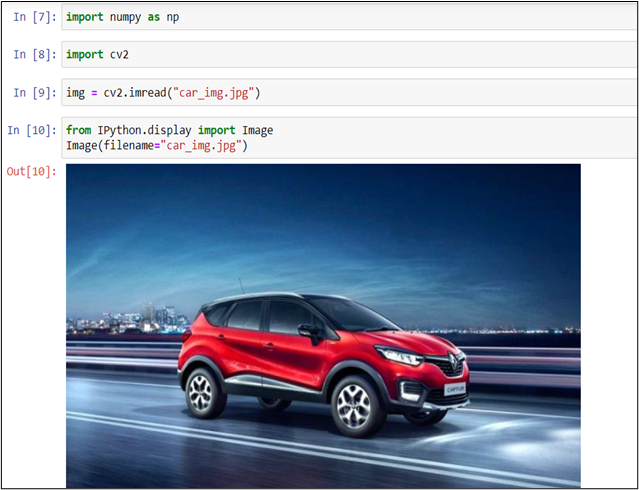 In [7]: import numpy as np
In [8]: import cv2
In [9]: img = cv2.imread("car_img.jpg")
In [10]: from IPython.display import Image
Image(filename="car_img.jpg")
Out[10]:
CAPTUR